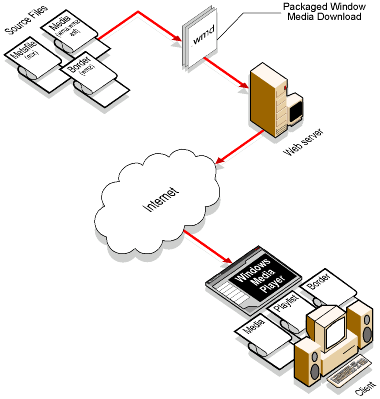 Packaged Window
Media Download
Source Files
Media
(wma, wmv,
asf)
Metafile
(asx)
Border
(wmz)
wmd
Web server
Internet
Windows
Media
Player
Border
Playlist
Media
Client